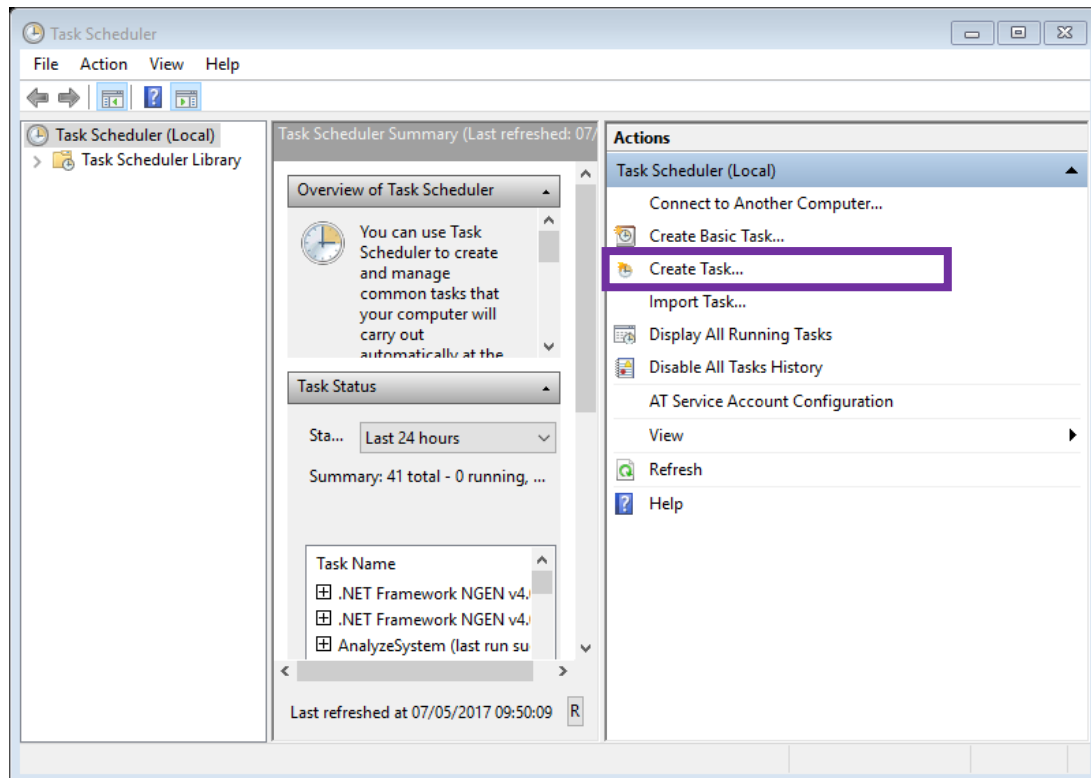 Task Scheduler
File Action View Help
Task Scheduler (Local)
Task Scheduler Library
Task Scheduler Summary (Last refreshed: 07/
Overview of Task Scheduler
You can use Task
Scheduler to create
and manage
common tasks that
your computer will
carry out
automatically at the
Task Status
Sta... Last 24 hours
Summary: 41 total - 0 running, ...
Task Name
.NET Framework NGEN v4.
.NET Framework NGEN v4.
AnalyzeSystem (last run su
Last refreshed at 07/05/2017 09:50:09 R
Actions
Task Scheduler (Local)
Connect to Another Computer...
Create Basic Task...
Create Task...
Import Task...
Display All Running Tasks
Disable All Tasks History
AT Service Account Configuration
View
Refresh
Help